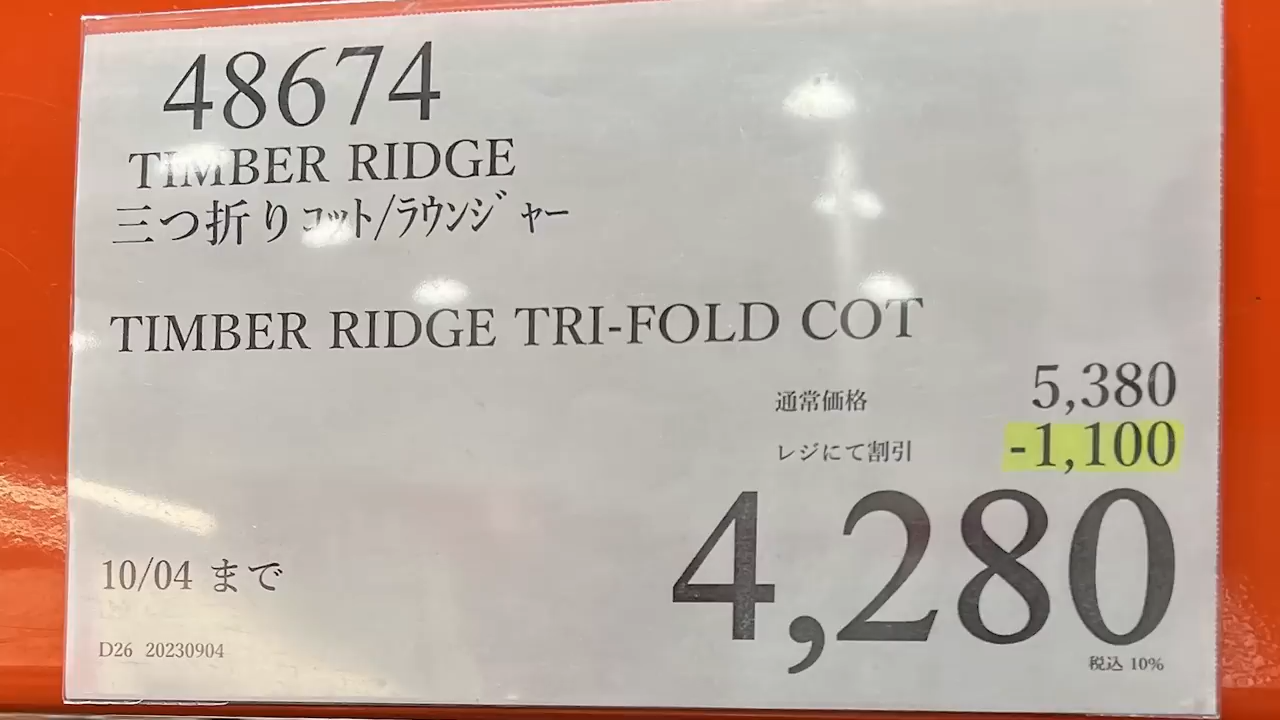 48674
TIMBER RIDGE
三つ折りｺｯﾄ/ﾗｳﾝｼﾞｬｰ
TIMBER RIDGE TRI-FOLD COT
通常価格 5,380
レジにて割引 -1,100
4,280
10/04 まで
D26 20230904
税込 10%